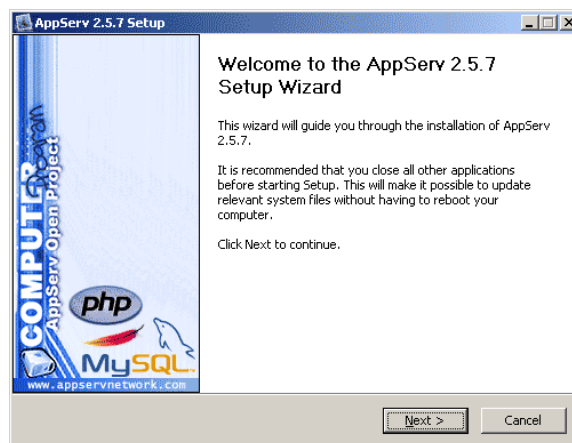 AppServ 2.5.7 Setup
Welcome to the AppServ 2.5.7
Setup Wizard
This wizard will guide you through the installation of AppServ
2.5.7.
It is recommended that you close all other applications
before starting Setup. This will make it possible to update
relevant system files without having to reboot your
computer.
Click Next to continue.
COMPUTER
Program
AppServ Open Project
php
MySQL
www.appservnetwork.com
Next >
Cancel